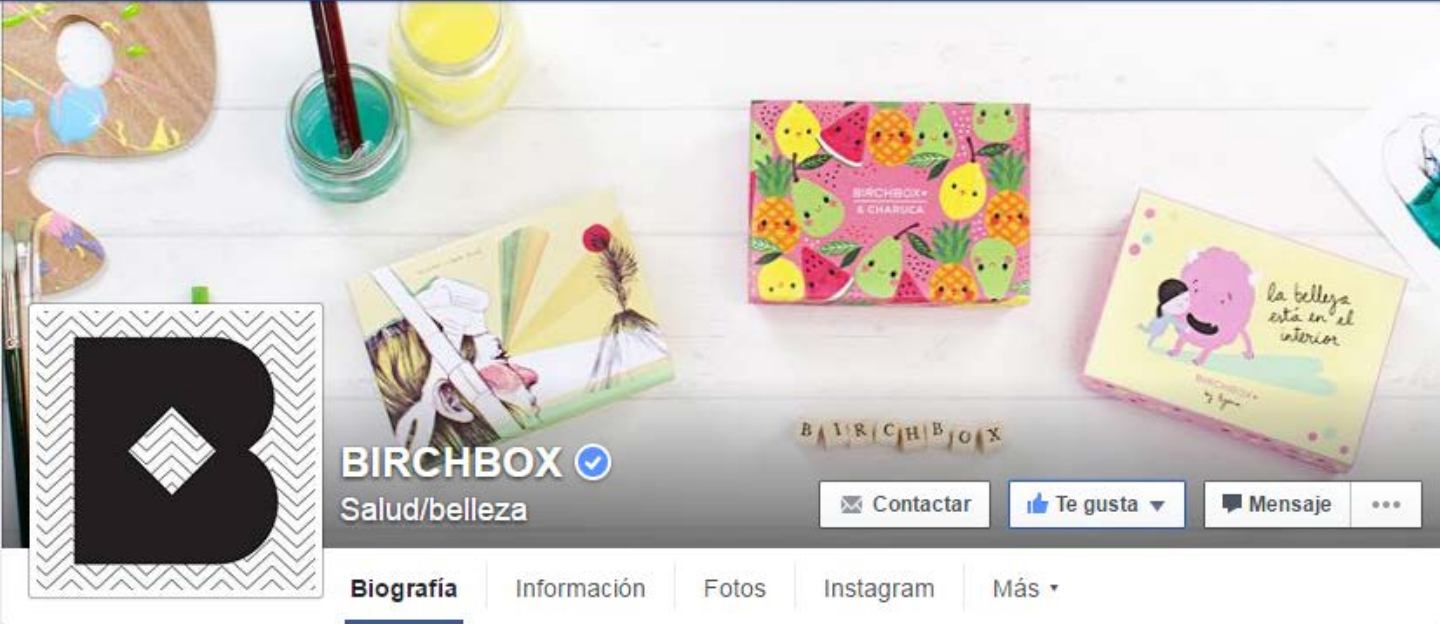 BIRCHBOX♥
& CHARUCA
la belleza
está en el
interior
BIRCHBOX♥
by
BIRCHBOX
B
BIRCHBOX
Salud/belleza
Contactar
Te gusta
Mensaje
Biografía
Información
Fotos
Instagram
Más